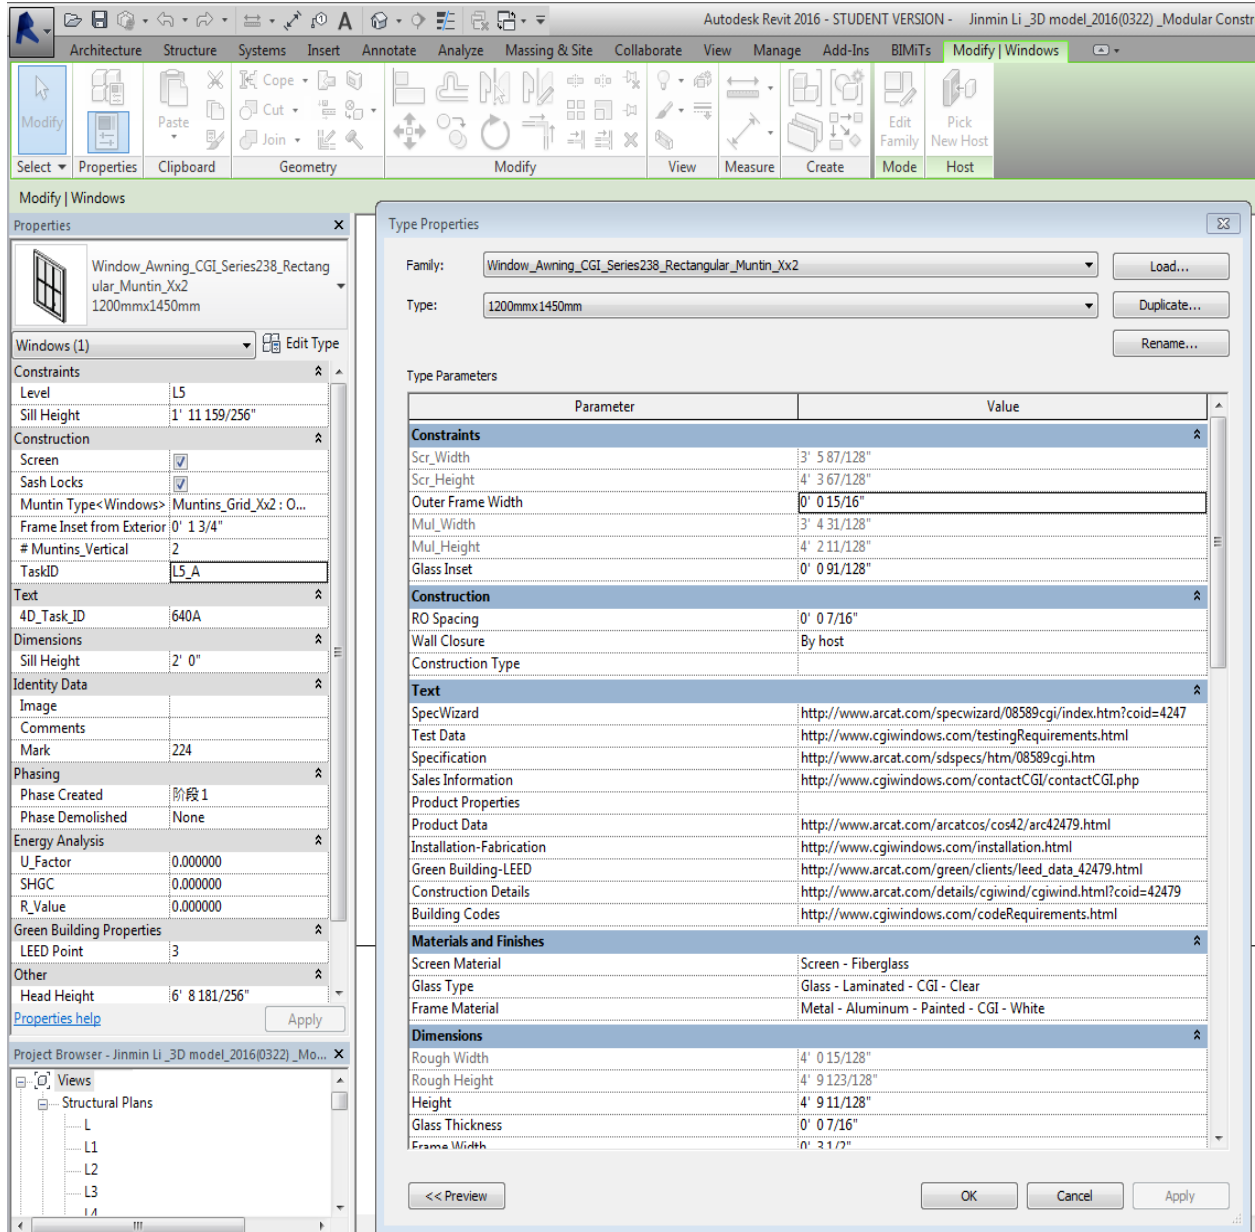 Autodesk Revit 2016 - STUDENT VERSION - Jinmin Li _3D model_2016(0322) _Modular Constr
Architecture Structure Systems Insert Annotate Analyze Massing & Site Collaborate View Manage Add-Ins BIMiTs Modify | Windows
Modify
Paste
Cope
Cut
Join
Edit Family
Pick New Host
Select Properties Clipboard Geometry Modify View Measure Create Mode Host
Modify | Windows
Properties
Window_Awning_CGI_Series238_Rectang
ular_Muntin_Xx2
1200mmx1450mm
Windows (1) Edit Type
Constraints
Level L5
Sill Height 1' 11 159/256"
Construction
Screen
Sash Locks
Muntin Type<Windows> Muntins_Grid_Xx2 : O...
Frame Inset from Exterior 0' 1 3/4"
# Muntins_Vertical 2
TaskID L5_A
Text
4D_Task_ID 640A
Dimensions
Sill Height 2' 0"
Identity Data
Image
Comments
Mark 224
Phasing
Phase Created 阶段 1
Phase Demolished None
Energy Analysis
U_Factor 0.000000
SHGC 0.000000
R_Value 0.000000
Green Building Properties
LEED Point 3
Other
Head Height 6' 8 181/256"
Properties help Apply
Project Browser - Jinmin Li _3D model_2016(0322) _Mo...
Views
Structural Plans
L
L1
L2
L3
L4
Type Properties
Family: Window_Awning_CGI_Series238_Rectangular_Muntin_Xx2 Load...
Type: 1200mmx1450mm Duplicate...
Rename...
Type Parameters
Parameter Value
Constraints
Scr_Width 3' 5 87/128"
Scr_Height 4' 3 67/128"
Outer Frame Width 0' 0 15/16"
Mul_Width 3' 4 31/128"
Mul_Height 4' 2 11/128"
Glass Inset 0' 0 91/128"
Construction
RO Spacing 0' 0 7/16"
Wall Closure By host
Construction Type
Text
SpecWizard http://www.arcat.com/specwizard/08589cgi/index.htm?coid=4247
Test Data http://www.cgiwindows.com/testingRequirements.html
Specification http://www.arcat.com/sdspecs/htm/08589cgi.htm
Sales Information http://www.cgiwindows.com/contactCGI/contactCGI.php
Product Properties
Product Data http://www.arcat.com/arcatcos/cos42/arc42479.html
Installation-Fabrication http://www.cgiwindows.com/installation.html
Green Building-LEED http://www.arcat.com/green/clients/leed_data_42479.html
Construction Details http://www.arcat.com/details/cgiwind/cgiwind.html?coid=42479
Building Codes http://www.cgiwindows.com/codeRequirements.html
Materials and Finishes
Screen Material Screen - Fiberglass
Glass Type Glass - Laminated - CGI - Clear
Frame Material Metal - Aluminum - Painted - CGI - White
Dimensions
Rough Width 4' 0 15/128"
Rough Height 4' 9 123/128"
Height 4' 9 11/128"
Glass Thickness 0' 0 7/16"
Frame Width 0' 3 1/2"
<< Preview OK Cancel Apply